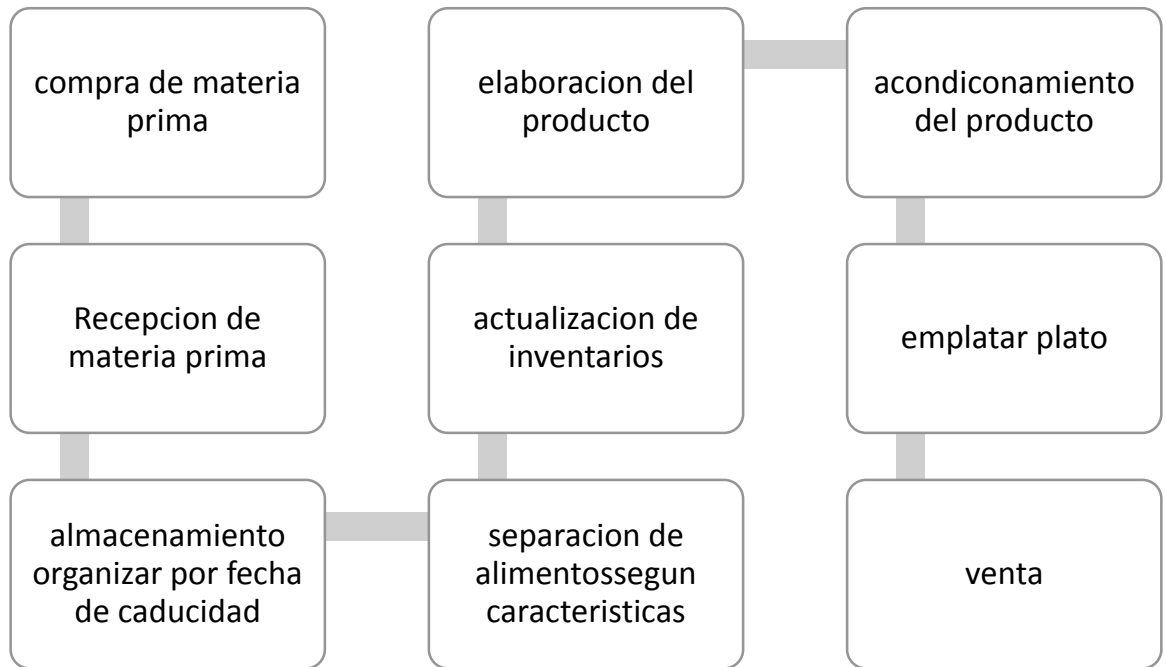 compra de materia
prima
Recepcion de
materia prima
almacenamiento
organizar por fecha
de caducidad
separacion de
alimentossegun
caracteristicas
actualizacion de
inventarios
elaboracion del
producto
acondiconamiento
del producto
emplatar plato
venta